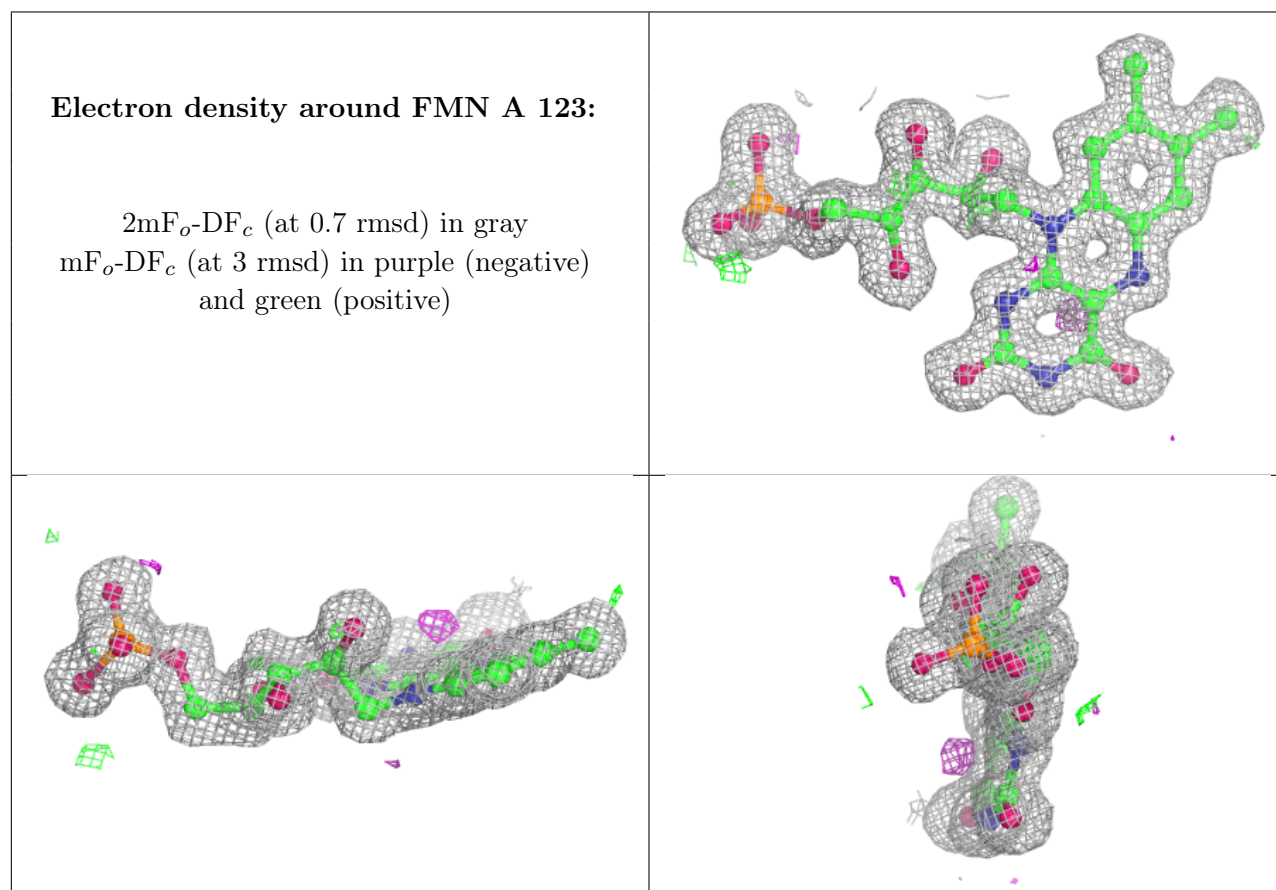 Electron density around FMN A 123:
2mFo-DFc (at 0.7 rmsd) in gray
mFo-DFc (at 3 rmsd) in purple (negative)
and green (positive)